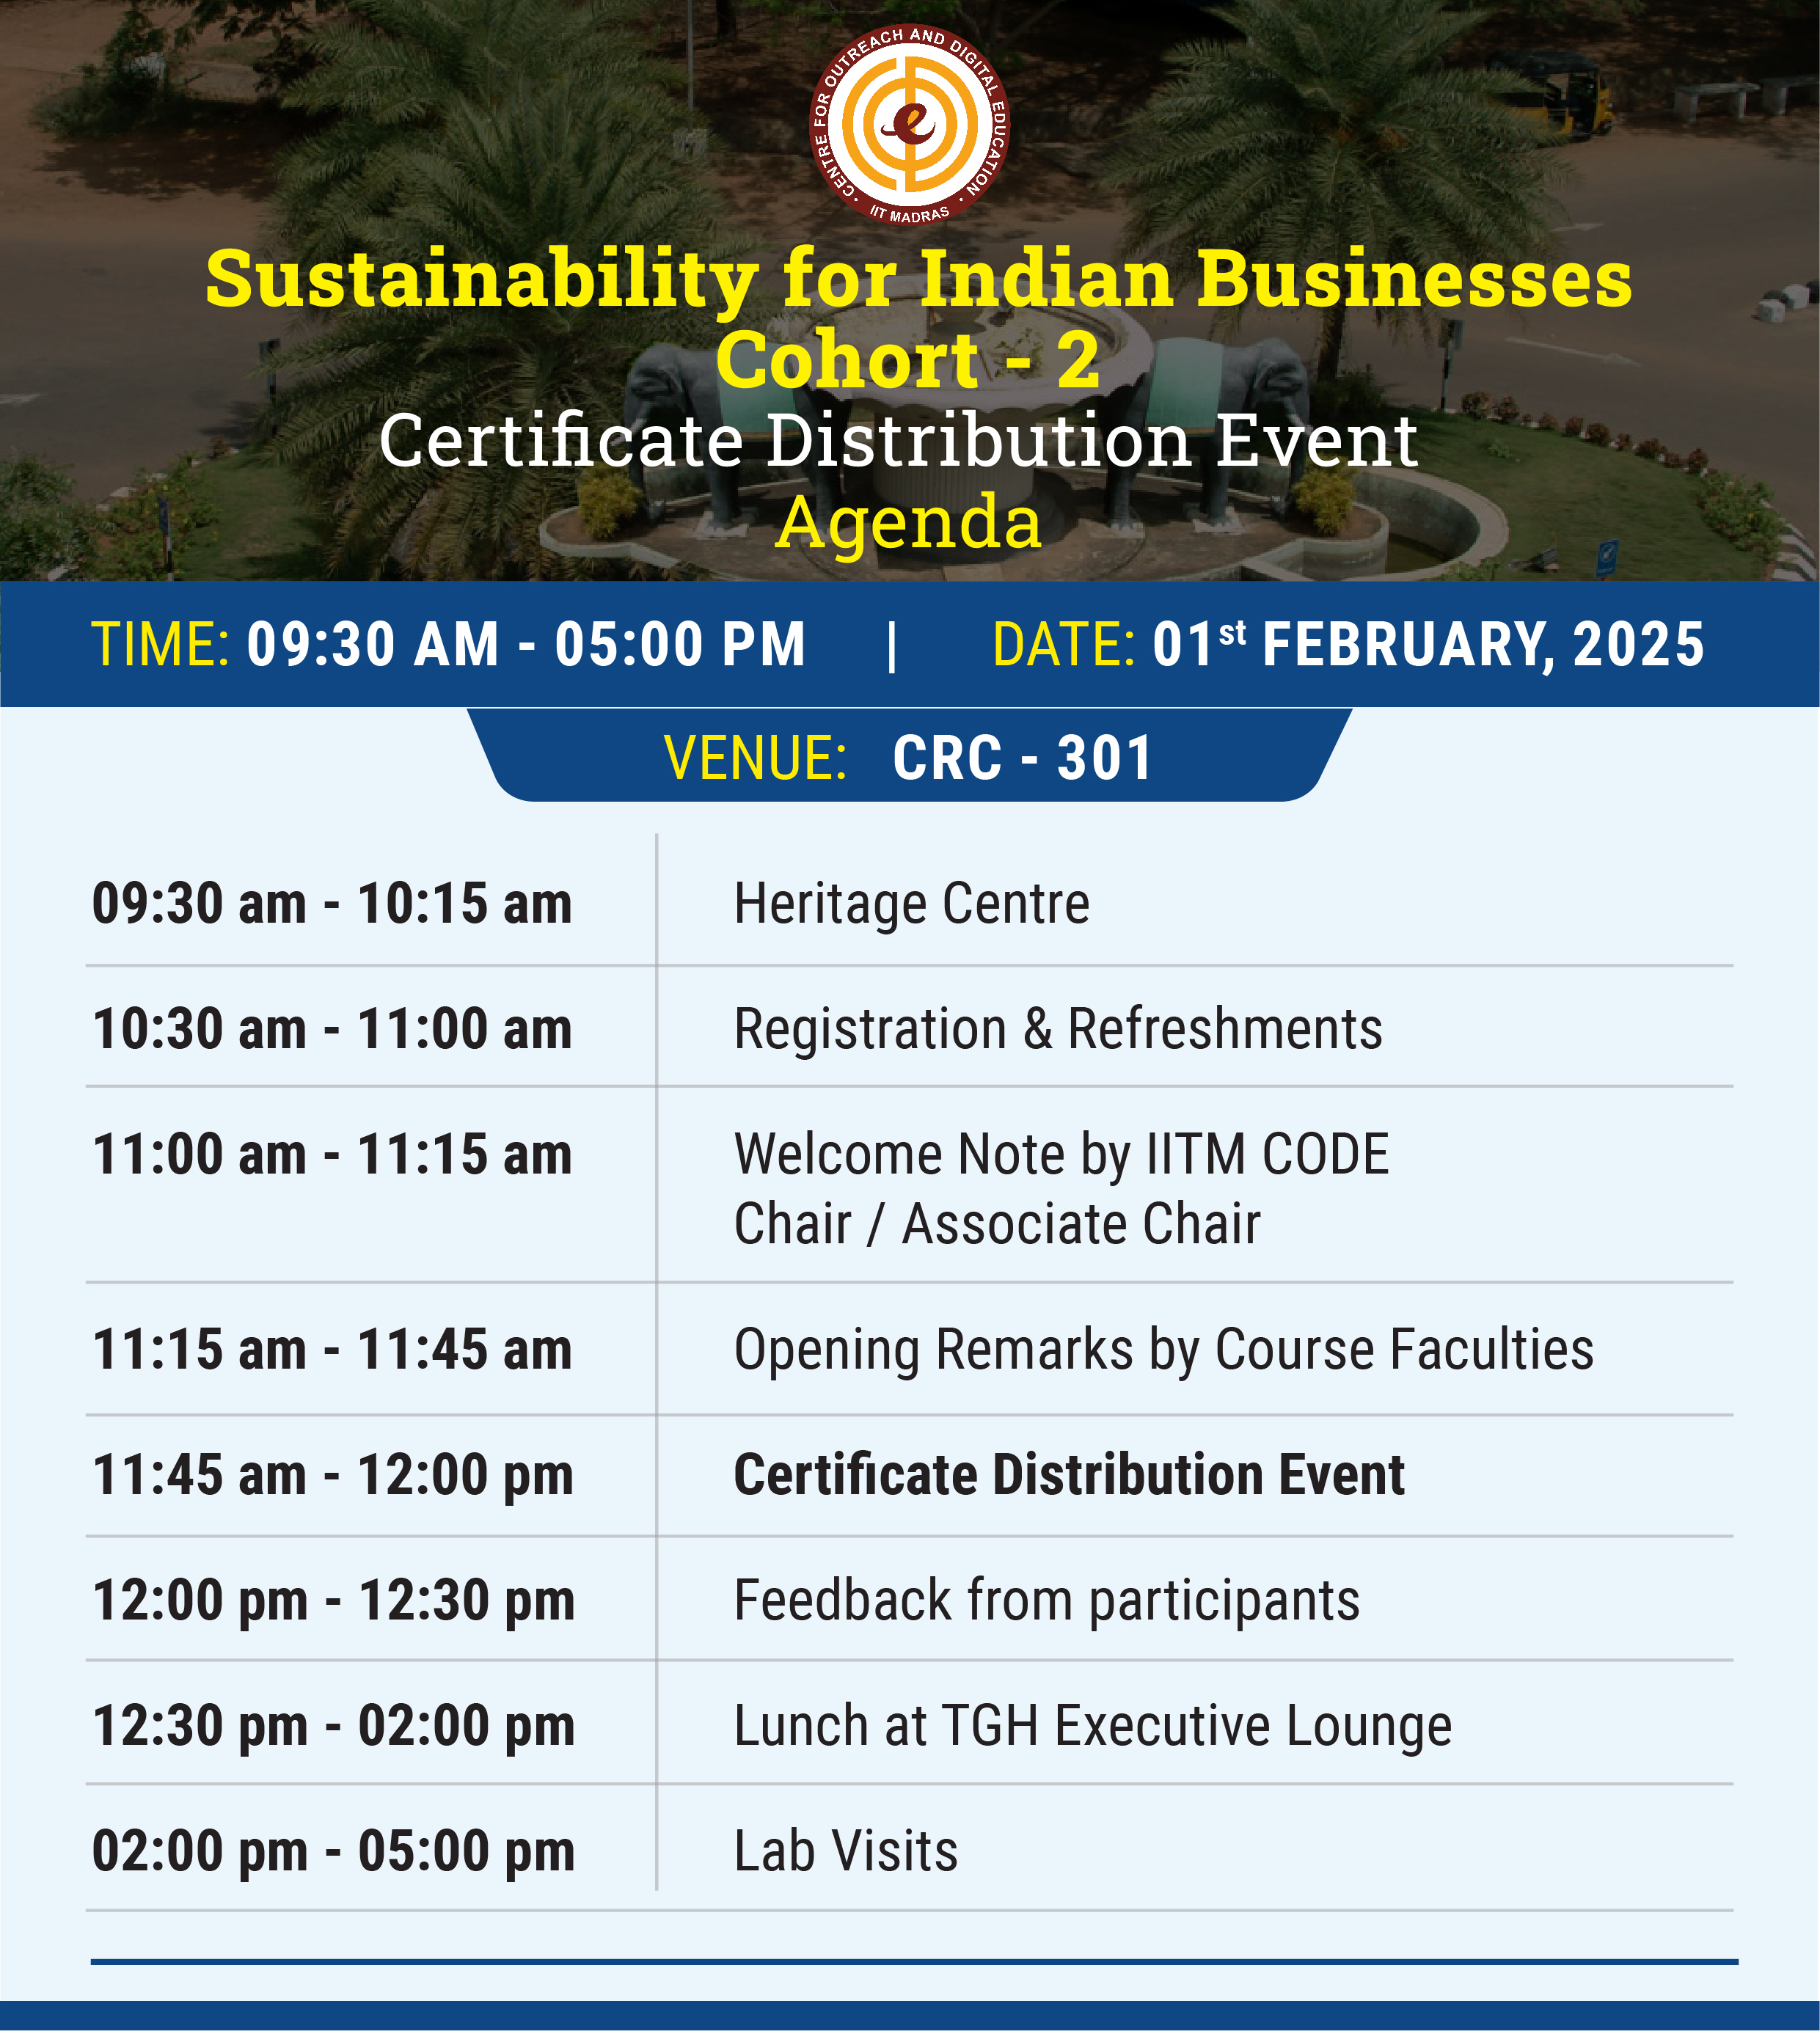 CENTRE FOR OUTREACH AND DIGITAL EDUCATION
IIT MADRAS
e
Sustainability for Indian Businesses
Cohort - 2
Certificate Distribution Event
Agenda
TIME: 09:30 AM - 05:00 PM | DATE: 01st FEBRUARY, 2025
VENUE: CRC - 301
09:30 am - 10:15 am Heritage Centre
10:30 am - 11:00 am Registration & Refreshments
11:00 am - 11:15 am Welcome Note by IITM CODE
Chair / Associate Chair
11:15 am - 11:45 am Opening Remarks by Course Faculties
11:45 am - 12:00 pm Certificate Distribution Event
12:00 pm - 12:30 pm Feedback from participants
12:30 pm - 02:00 pm Lunch at TGH Executive Lounge
02:00 pm - 05:00 pm Lab Visits